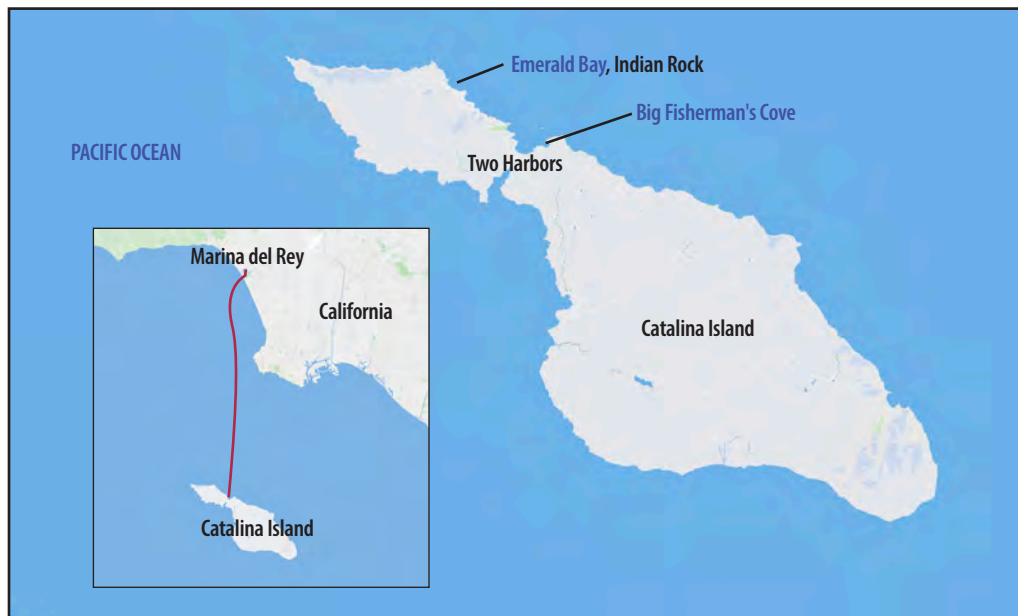 Emerald Bay, Indian Rock
Big Fisherman's Cove
PACIFIC OCEAN
Two Harbors
Marina del Rey
California
Catalina Island
Catalina Island